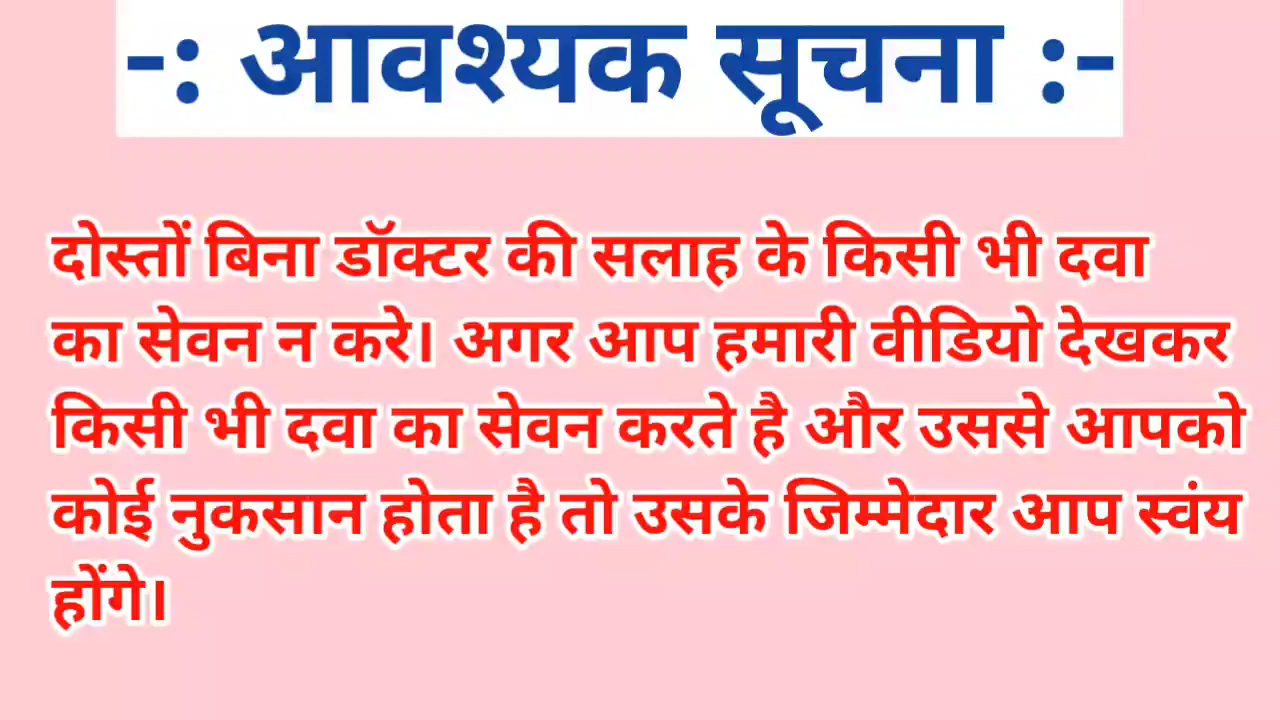 -: आवश्यक सूचना :-
दोस्तों बिना डॉक्टर की सलाह के किसी भी दवा
का सेवन न करे। अगर आप हमारी वीडियो देखकर
किसी भी दवा का सेवन करते है और उससे आपको
कोई नुकसान होता है तो उसके जिम्मेदार आप स्वंय
होंगे।